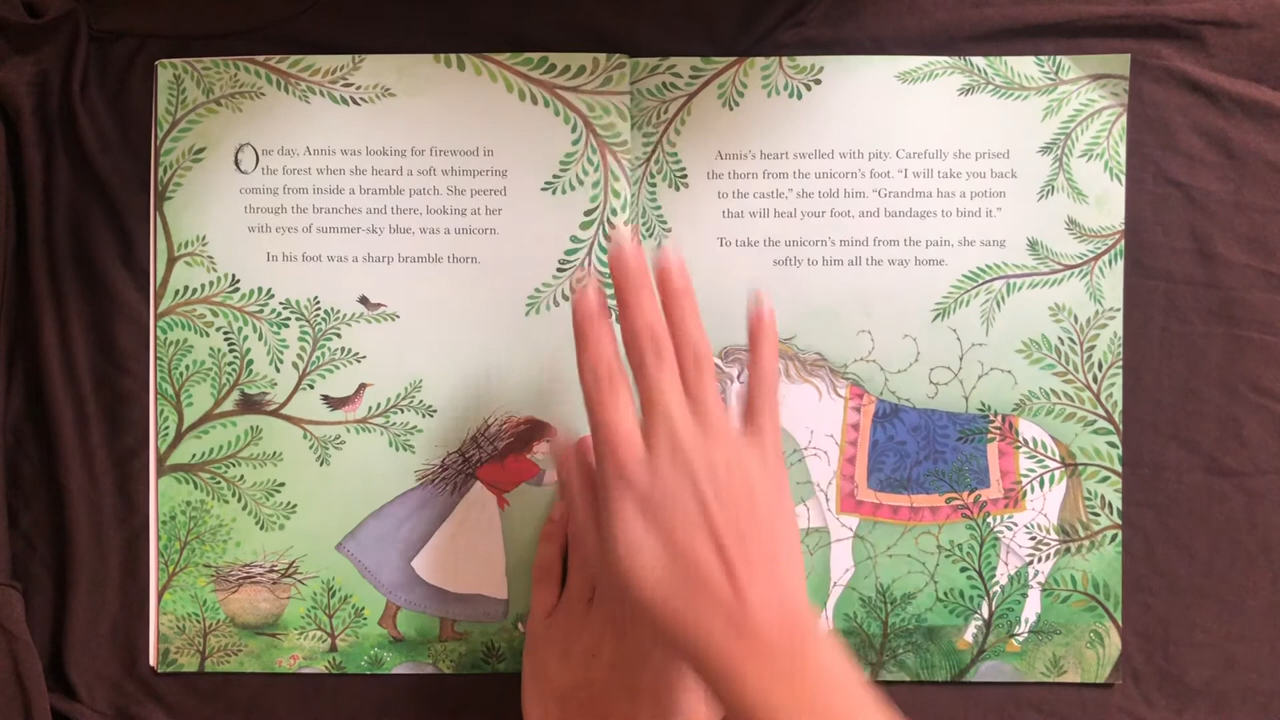 One day, Annis was looking for firewood in
the forest when she heard a soft whimpering
coming from inside a bramble patch. She peered
through the branches and there, looking at her
with eyes of summer-sky blue, was a unicorn.
In his foot was a sharp bramble thorn.
Annis’s heart swelled with pity. Carefully she prised
the thorn from the unicorn’s foot. “I will take you back
to the castle,” she told him. “Grandma has a potion
that will heal your foot, and bandages to bind it.”
To take the unicorn’s mind from the pain, she sang
softly to him all the way home.